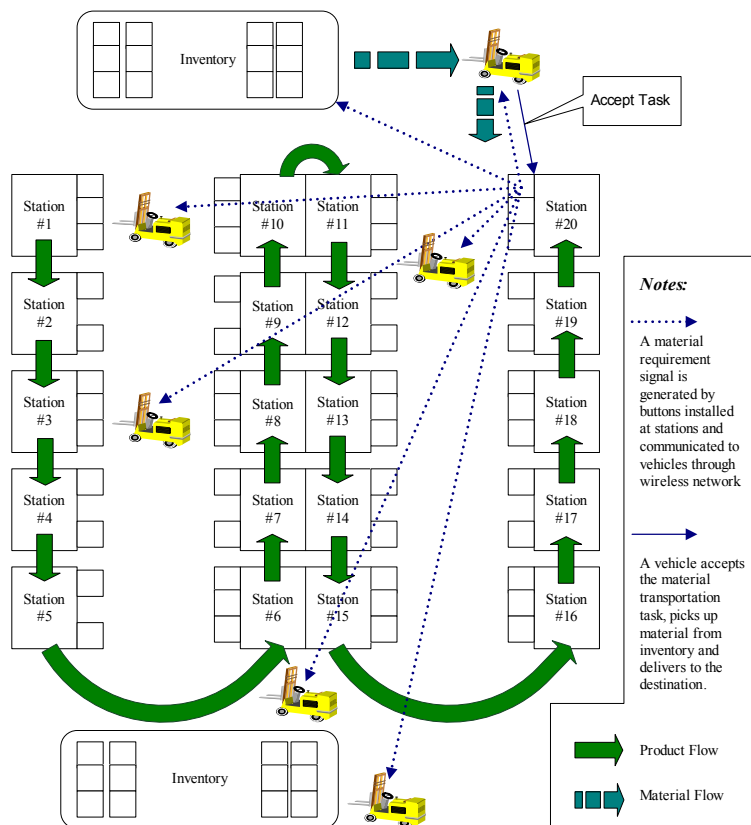 Inventory
Accept Task
Station
#1
Station
#10
Station
#11
Station
#20
Station
#2
Station
#9
Station
#12
Station
#19
Station
#3
Station
#8
Station
#13
Station
#18
Station
#4
Station
#7
Station
#14
Station
#17
Station
#5
Station
#6
Station
#15
Station
#16
Inventory
Notes:
A material
requirement
signal is
generated by
buttons installed
at stations and
communicated to
vehicles through
wireless network
A vehicle accepts
the material
transportation
task, picks up
material from
inventory and
delivers to the
destination.
Product Flow
Material Flow